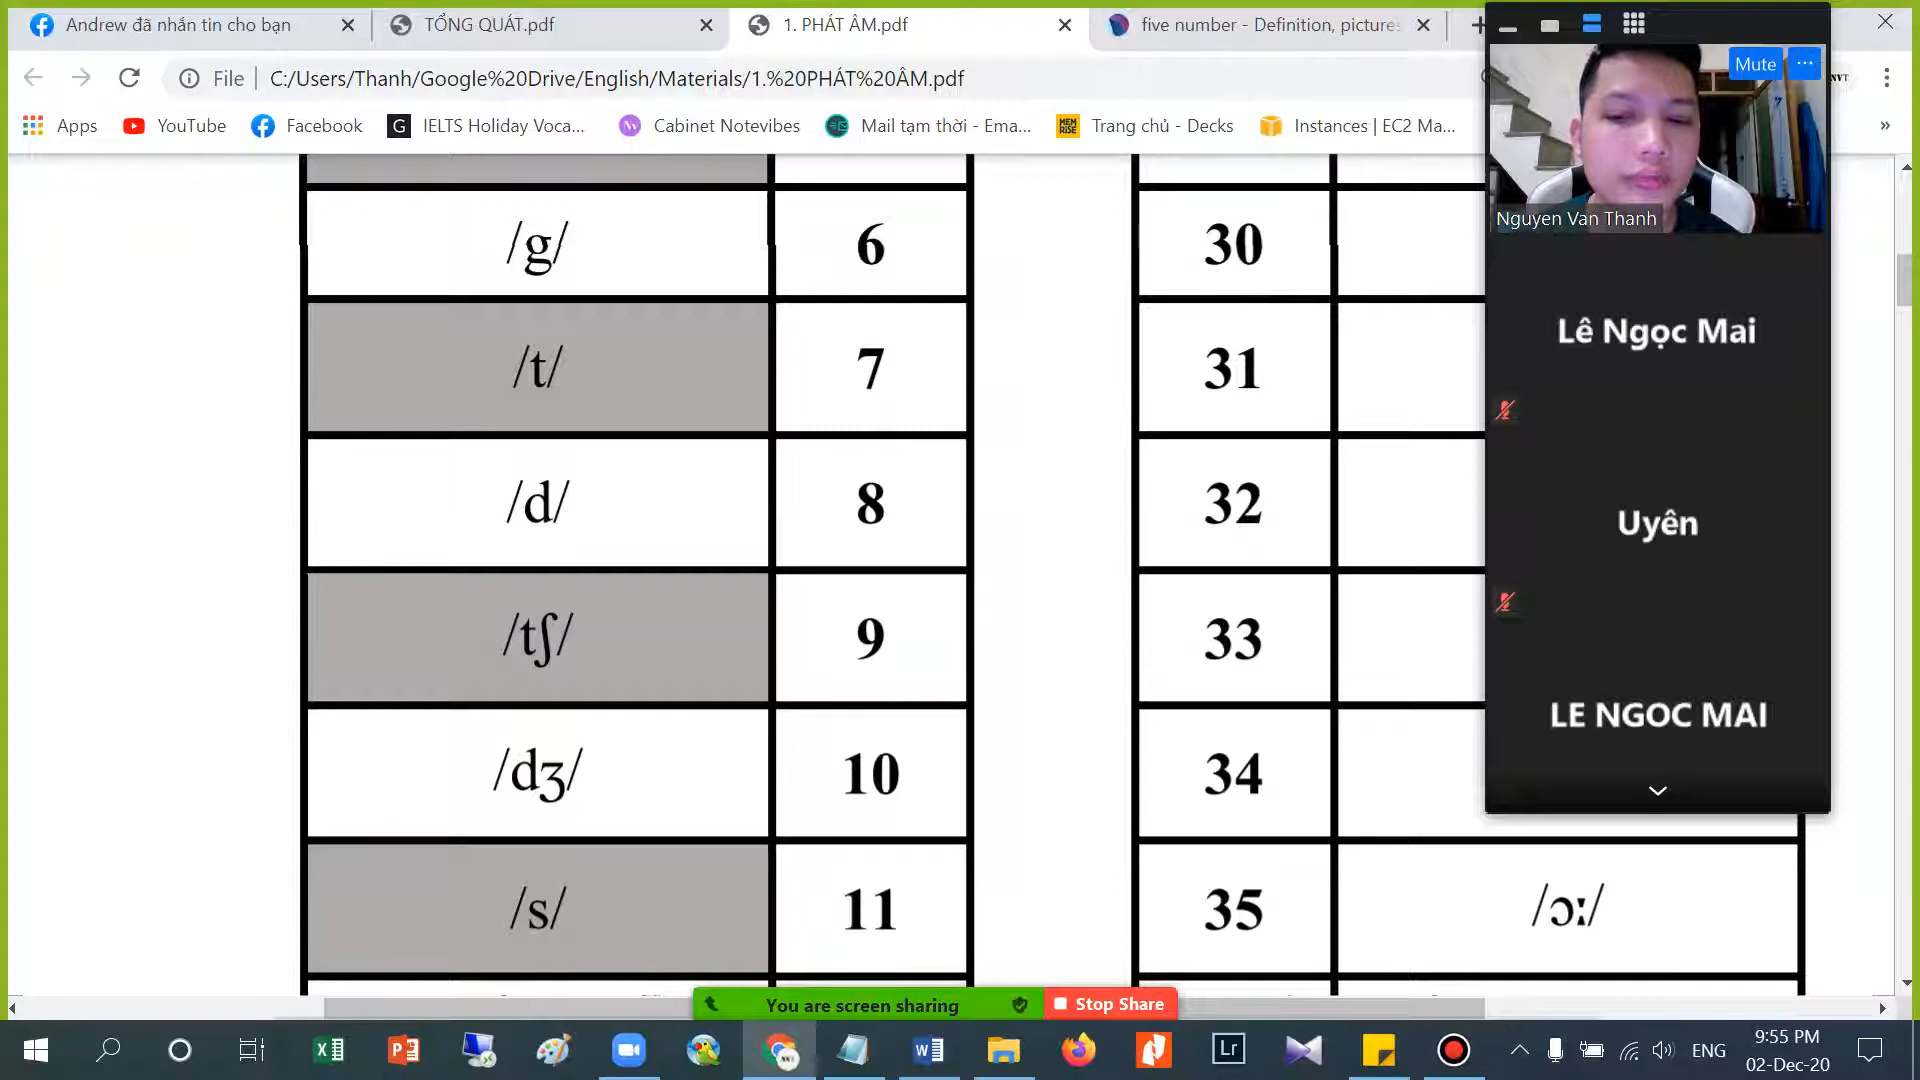 Andrew đã nhắn tin cho bạn
TỔNG QUÁT.pdf
1. PHÁT ÂM.pdf
five number - Definition, pictures
File
C:/Users/Thanh/Google%20Drive/English/Materials/1.%20PHÁT%20ÂM.pdf
Apps
YouTube
Facebook
IELTS Holiday Voca...
Cabinet Notevibes
Mail tạm thời - Ema...
Trang chủ - Decks
Instances | EC2 Ma...
Mute
NVT
Nguyen Van Thanh
Lê Ngọc Mai
Uyên
LE NGOC MAI
/g/ 6 30
/t/ 7 31
/d/ 8 32
/tʃ/ 9 33
/dʒ/ 10 34
/s/ 11 35 /ɔː/
You are screen sharing
Stop Share
Lr
ENG
9:55 PM
02-Dec-20